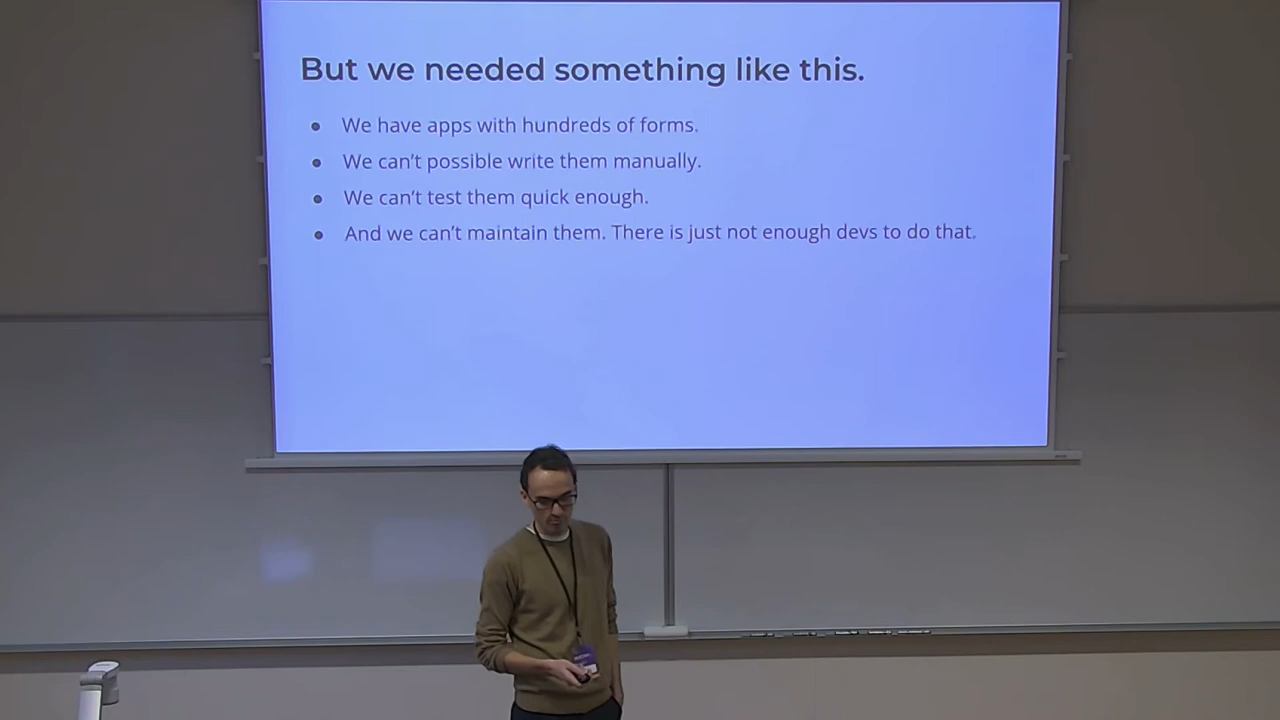 But we needed something like this.
We have apps with hundreds of forms.
We can't possible write them manually.
We can't test them quick enough.
And we can't maintain them. There is just not enough devs to do that.